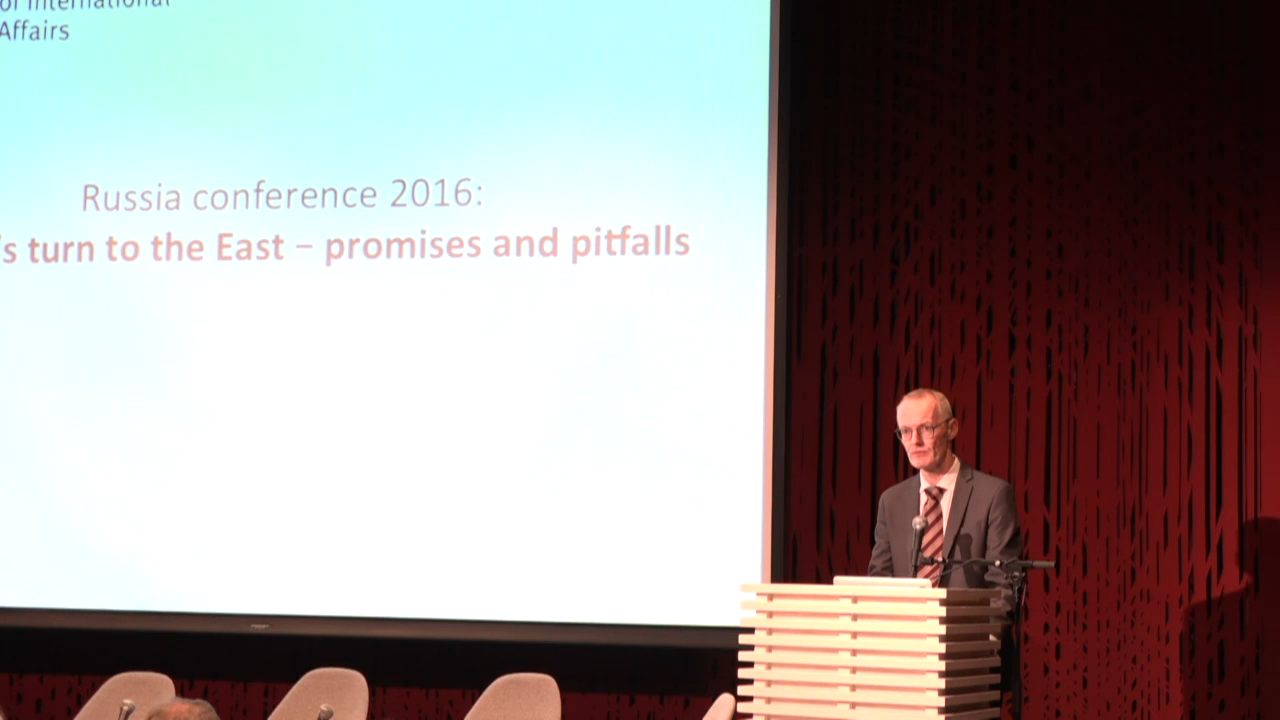 of International
Affairs
Russia conference 2016:
's turn to the East – promises and pitfalls